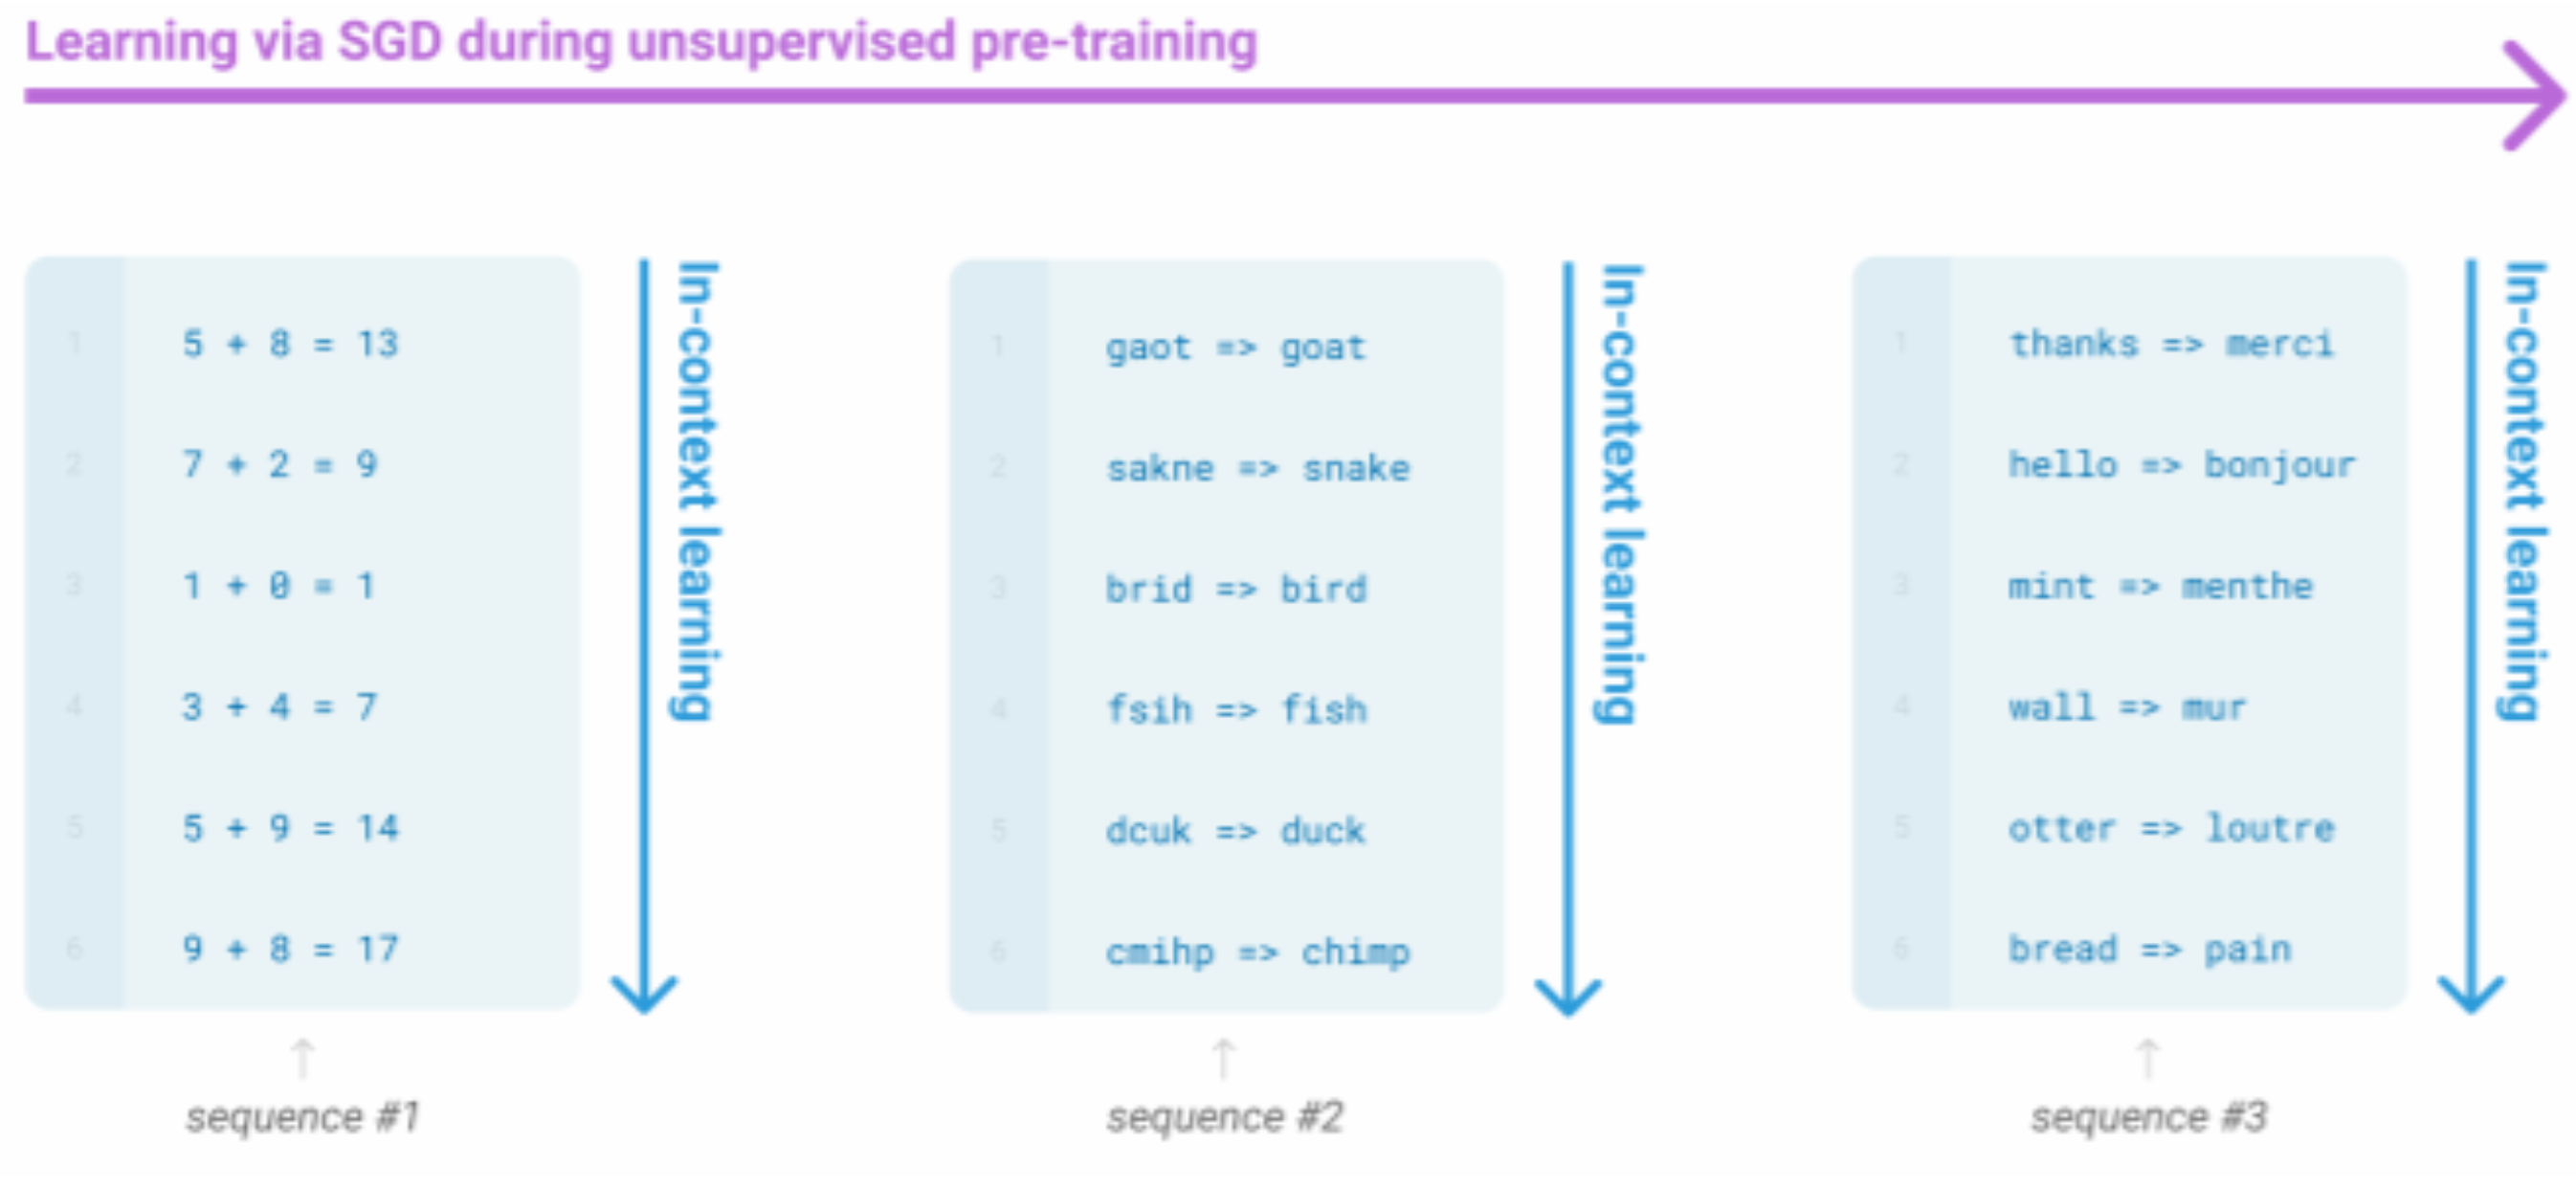 Learning via SGD during unsupervised pre-training
1 5 + 8 = 13
2 7 + 2 = 9
3 1 + 0 = 1
4 3 + 4 = 7
5 5 + 9 = 14
6 9 + 8 = 17
In-context learning
sequence #1
1 gaot => goat
2 sakne => snake
3 brid => bird
4 fsih => fish
5 dcuk => duck
6 cmihp => chimp
In-context learning
sequence #2
1 thanks => merci
2 hello => bonjour
3 mint => menthe
4 wall => mur
5 otter => loutre
6 bread => pain
In-context learning
sequence #3